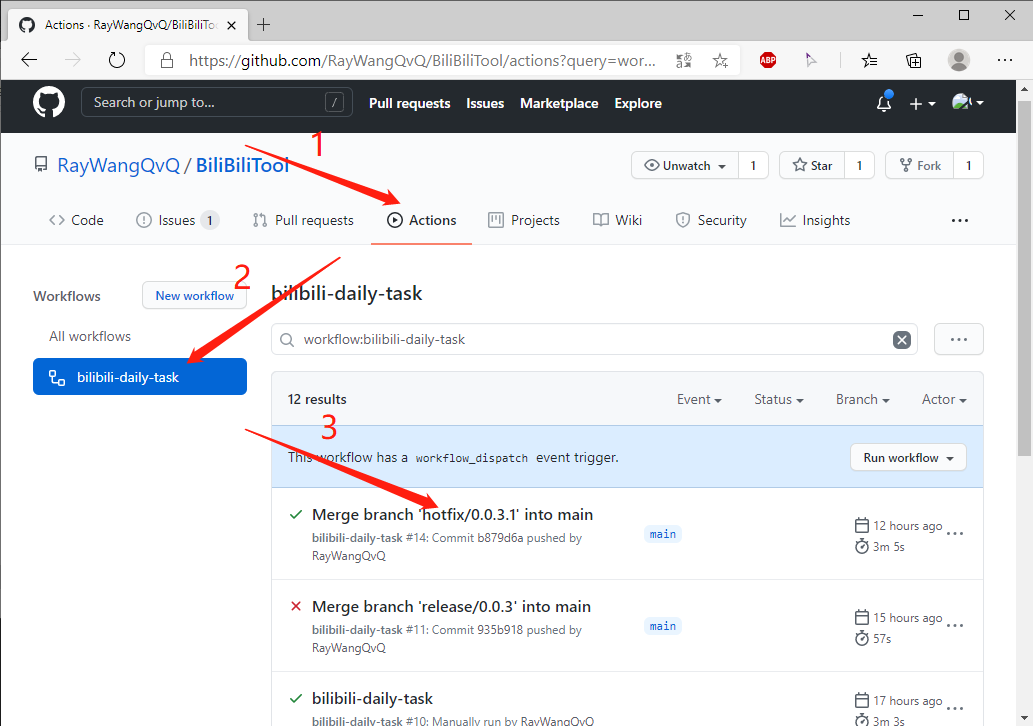 Actions · RayWangQvQ/BiliBiliToo
https://github.com/RayWangQvQ/BiliBiliTool/actions?query=wor...
ABP
Search or jump to...
/
Pull requests Issues Marketplace Explore
RayWangQvQ / BiliBiliTool
1
Unwatch 1 Star 1 Fork 1
Code Issues 1 Pull requests Actions Projects Wiki Security Insights ...
2
Workflows New workflow
All workflows
bilibili-daily-task
bilibili-daily-task
workflow:bilibili-daily-task
...
12 results Event Status Branch Actor
3
This workflow has a workflow_dispatch event trigger.
Run workflow
Merge branch 'hotfix/0.0.3.1' into main
bilibili-daily-task #14: Commit b879d6a pushed by
RayWangQvQ
main
12 hours ago
3m 5s
Merge branch 'release/0.0.3' into main
bilibili-daily-task #11: Commit 935b918 pushed by
RayWangQvQ
main
15 hours ago
57s
bilibili-daily-task
bilibili-daily-task #10: Manually run by RayWangQvQ
17 hours ago
3m 3s